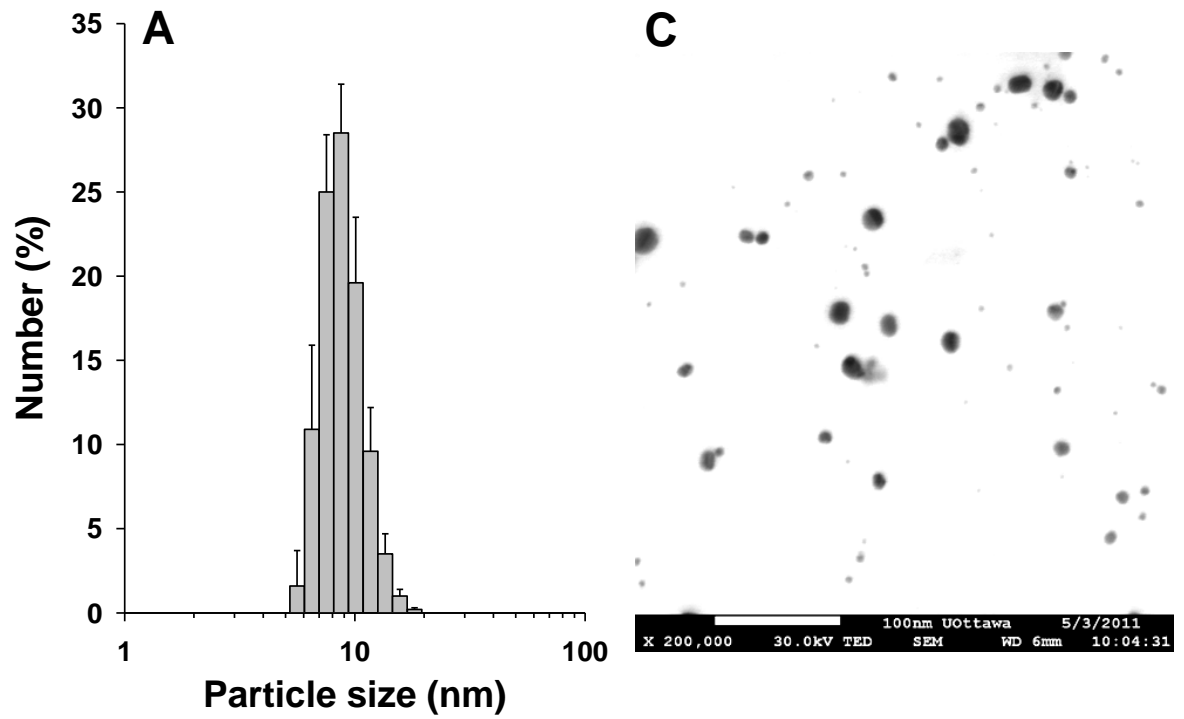 A
35
30
25
20
15
10
5
0
Number (%)
1 10 100
Particle size (nm)
C
100nm UOttawa 5/3/2011
X 200,000 30.0kV TED SEM WD 6mm 10:04:31